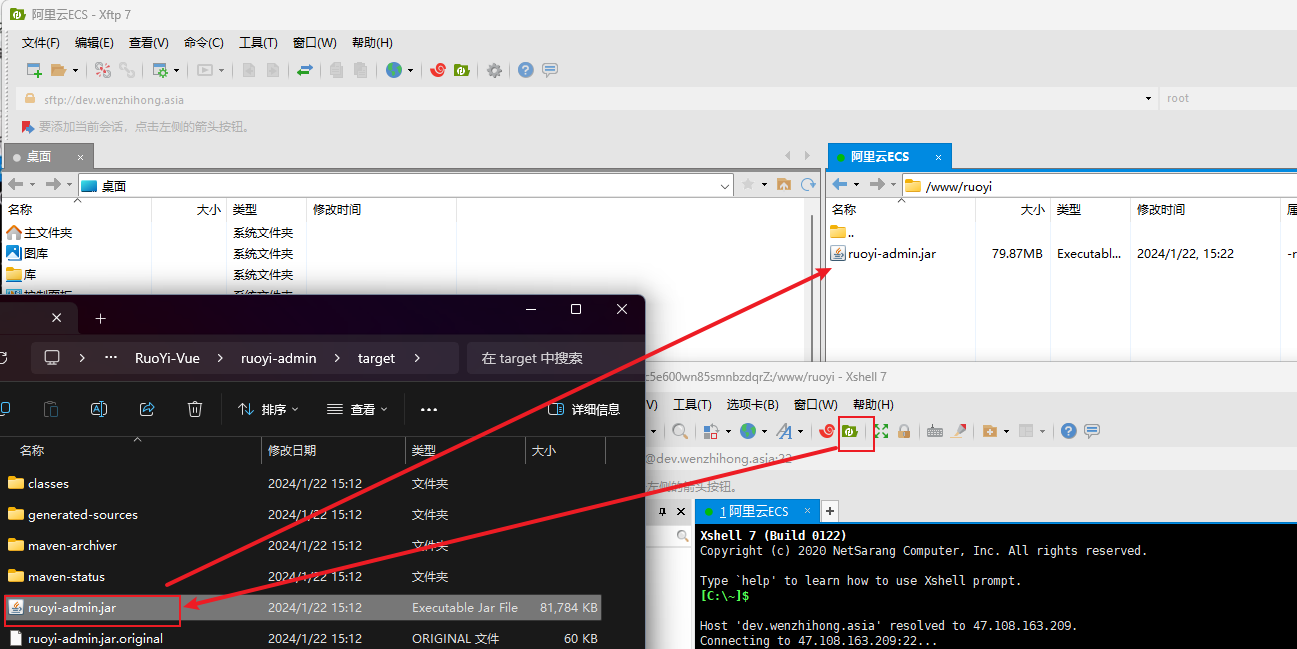 阿里云ECS - Xftp 7
文件(F) 编辑(E) 查看(V) 命令(C) 工具(T) 窗口(W) 帮助(H)
sftp://dev.wenzhihong.asia root
要添加当前会话，点击左侧的箭头按钮。
桌面 ×
桌面
名称 大小 类型 修改时间
主文件夹 系统文件夹
图库 系统文件夹
库 系统文件夹
控制面板 系统文件夹
阿里云ECS ×
/www/ruoyi
名称 大小 类型 修改时间
..
ruoyi-admin.jar 79.87MB Executabl... 2024/1/22, 15:22 -r
RuoYi-Vue ruoyi-admin target 在 target 中搜索
排序 查看 详细信息
名称 修改日期 类型 大小
classes 2024/1/22 15:12 文件夹
generated-sources 2024/1/22 15:12 文件夹
maven-archiver 2024/1/22 15:12 文件夹
maven-status 2024/1/22 15:12 文件夹
ruoyi-admin.jar 2024/1/22 15:12 Executable Jar File 81,784 KB
ruoyi-admin.jar.original 2024/1/22 15:12 ORIGINAL 文件 60 KB
c5e600wn85smnbzdqrZ:/www/ruoyi - Xshell 7
V) 工具(T) 选项卡(B) 窗口(W) 帮助(H)
@dev.wenzhihong.asia:22
左侧的箭头按钮。
1 阿里云ECS × +
Xshell 7 (Build 0122)
Copyright (c) 2020 NetSarang Computer, Inc. All rights reserved.
Type `help' to learn how to use Xshell prompt.
[C:\~]$
Host 'dev.wenzhihong.asia' resolved to 47.108.163.209.
Connecting to 47.108.163.209:22...